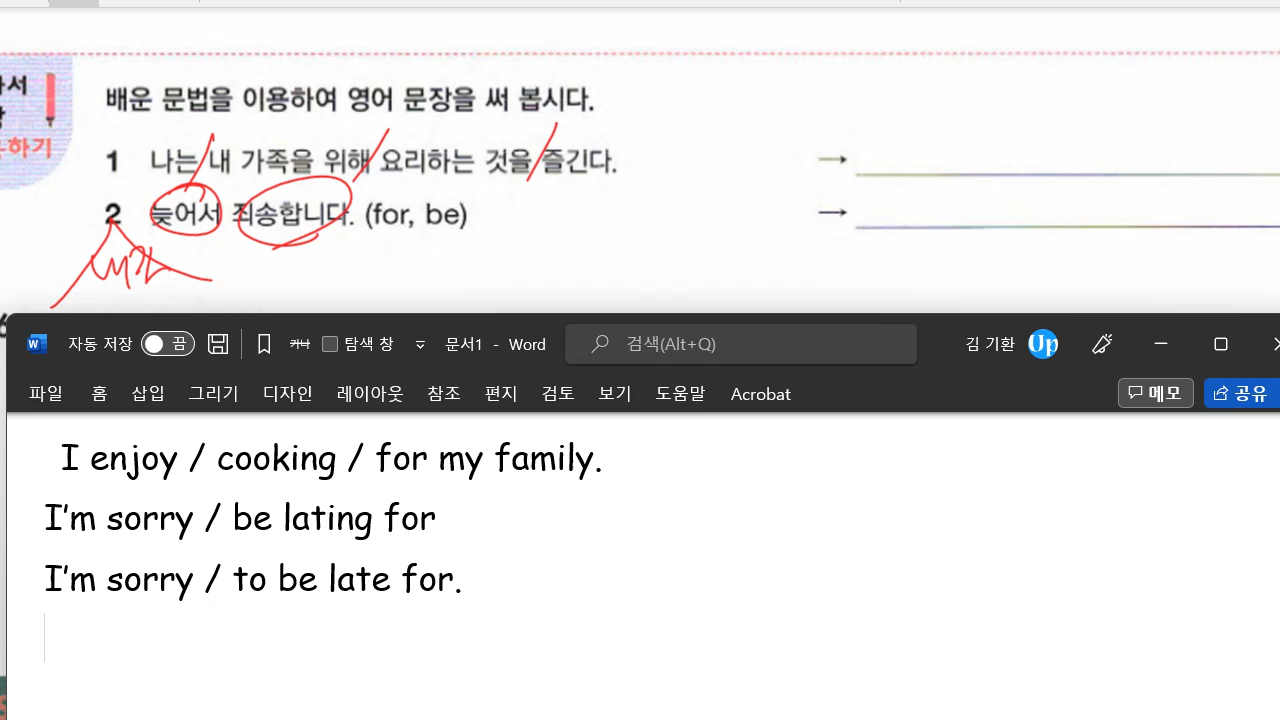 배운 문법을 이용하여 영어 문장을 써 봅시다.
1 나는 내 가족을 위해 요리하는 것을 즐긴다. →
2 늦어서 죄송합니다. (for, be) →
자동 저장 끔 가나 탐색 창 문서1 - Word 검색(Alt+Q) 김 기환 Up
파일 홈 삽입 그리기 디자인 레이아웃 참조 편지 검토 보기 도움말 Acrobat 메모 공유
I enjoy / cooking / for my family.
I'm sorry / be lating for
I'm sorry / to be late for.